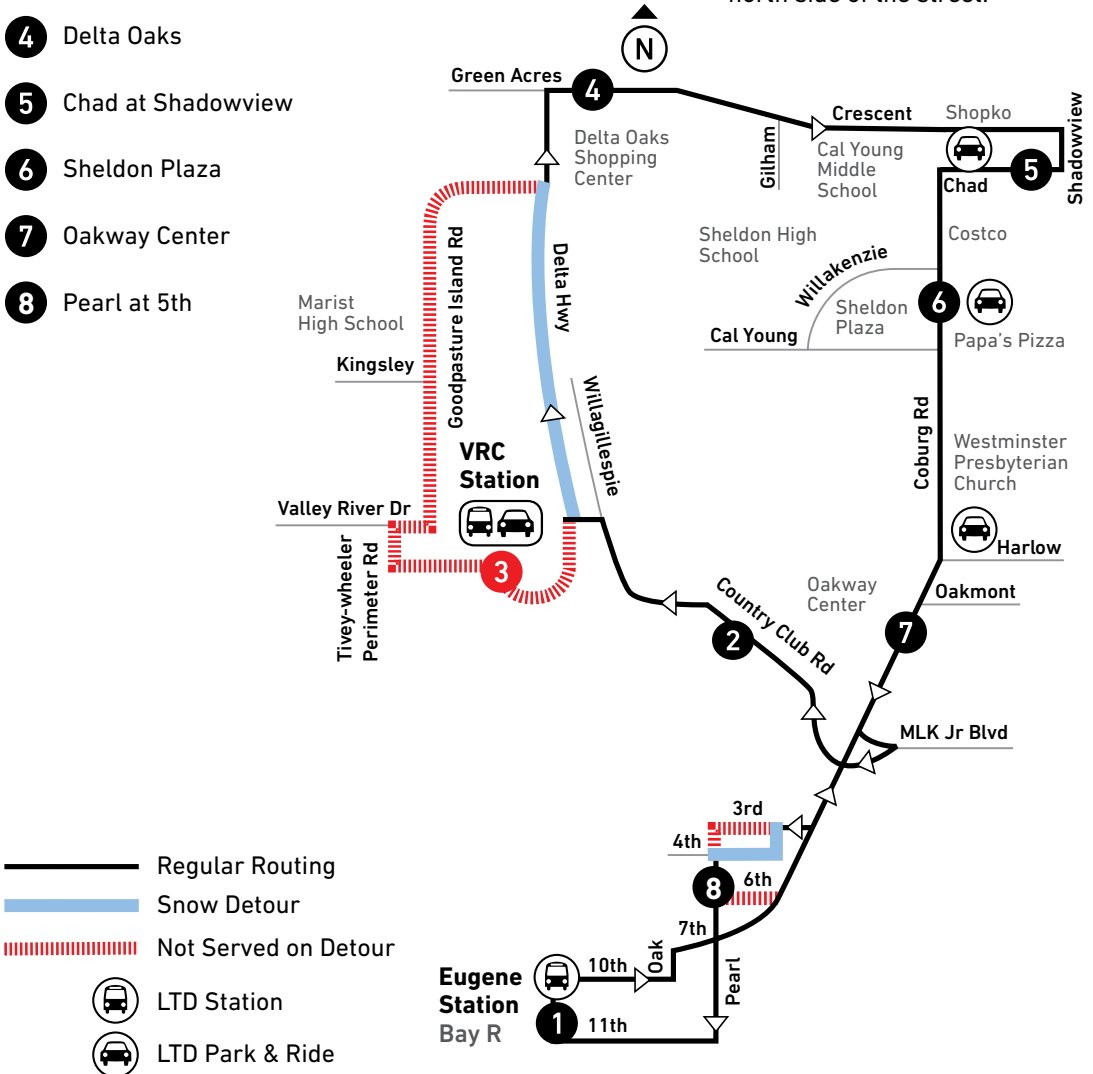 north side of the street.
4 Delta Oaks
5 Chad at Shadowview
6 Sheldon Plaza
7 Oakway Center
8 Pearl at 5th
N
Green Acres
4
Delta Oaks
Shopping
Center
Gilham
Crescent
Cal Young
Middle
School
Shopko
Shadowview
5
Chad
Costco
Sheldon High
School
Willakenzie
Sheldon
Plaza
6
Cal Young
Papa's Pizza
Goodpasture Island Rd
Delta Hwy
Marist
High School
Kingsley
Willagillespie
Coburg Rd
VRC
Station
Westminster
Presbyterian
Church
Valley River Dr
3
Tivey-wheeler
Perimeter Rd
Harlow
Oakmont
Oakway
Center
7
Country Club Rd
2
MLK Jr Blvd
3rd
4th
8
6th
7th
Oak
10th
Pearl
Eugene
Station
Bay R
1
11th
Regular Routing
Snow Detour
Not Served on Detour
LTD Station
LTD Park & Ride